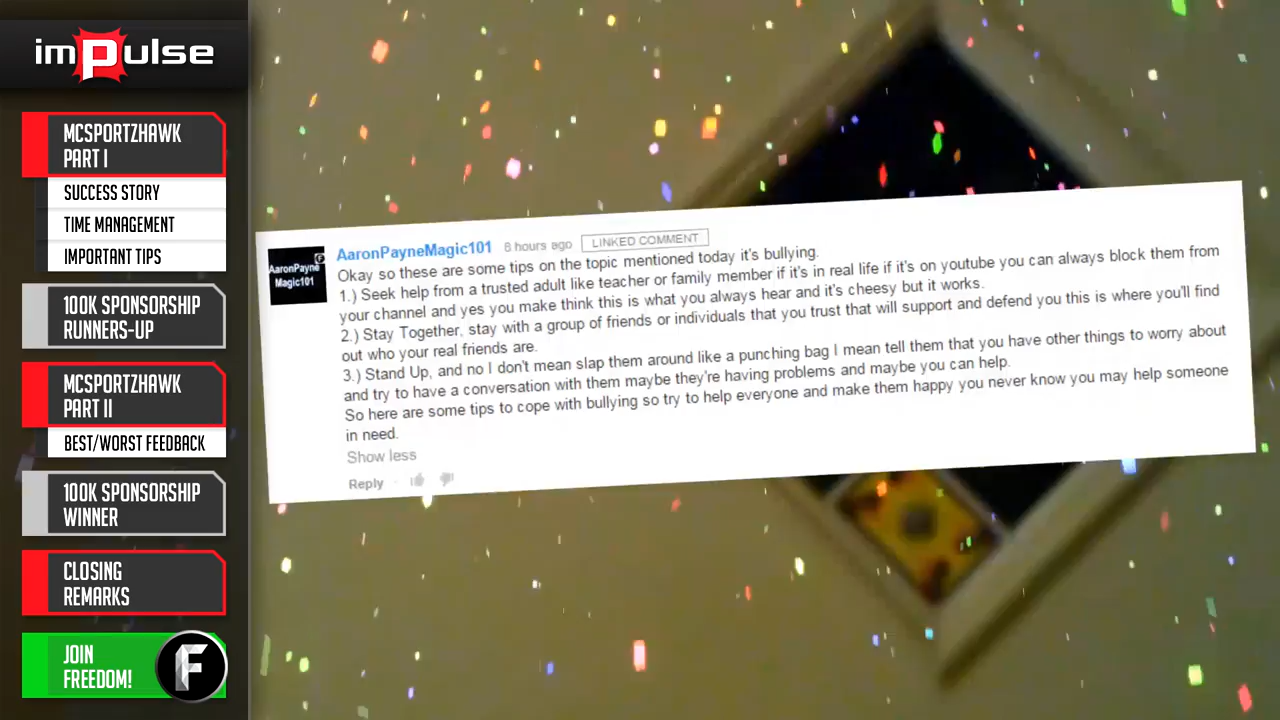 imPulse
MCSPORTZHAWK
PART I
SUCCESS STORY
TIME MANAGEMENT
IMPORTANT TIPS
100K SPONSORSHIP
RUNNERS-UP
MCSPORTZHAWK
PART II
BEST/WORST FEEDBACK
100K SPONSORSHIP
WINNER
CLOSING
REMARKS
JOIN
FREEDOM!
F
AaronPayne
Magic101
AaronPayneMagic101 6 hours ago LINKED COMMENT
Okay so these are some tips on the topic mentioned today it's bullying.
1.) Seek help from a trusted adult like teacher or family member if it's in real life if it's on youtube you can always block them from
your channel and yes you make think this is what you always hear and it's cheesy but it works.
2.) Stay Together, stay with a group of friends or individuals that you trust that will support and defend you this is where you'll find
out who your real friends are.
3.) Stand Up, and no I don't mean slap them around like a punching bag I mean tell them that you have other things to worry about
and try to have a conversation with them maybe they're having problems and maybe you can help.
So here are some tips to cope with bullying so try to help everyone and make them happy you never know you may help someone
in need.
Show less
Reply